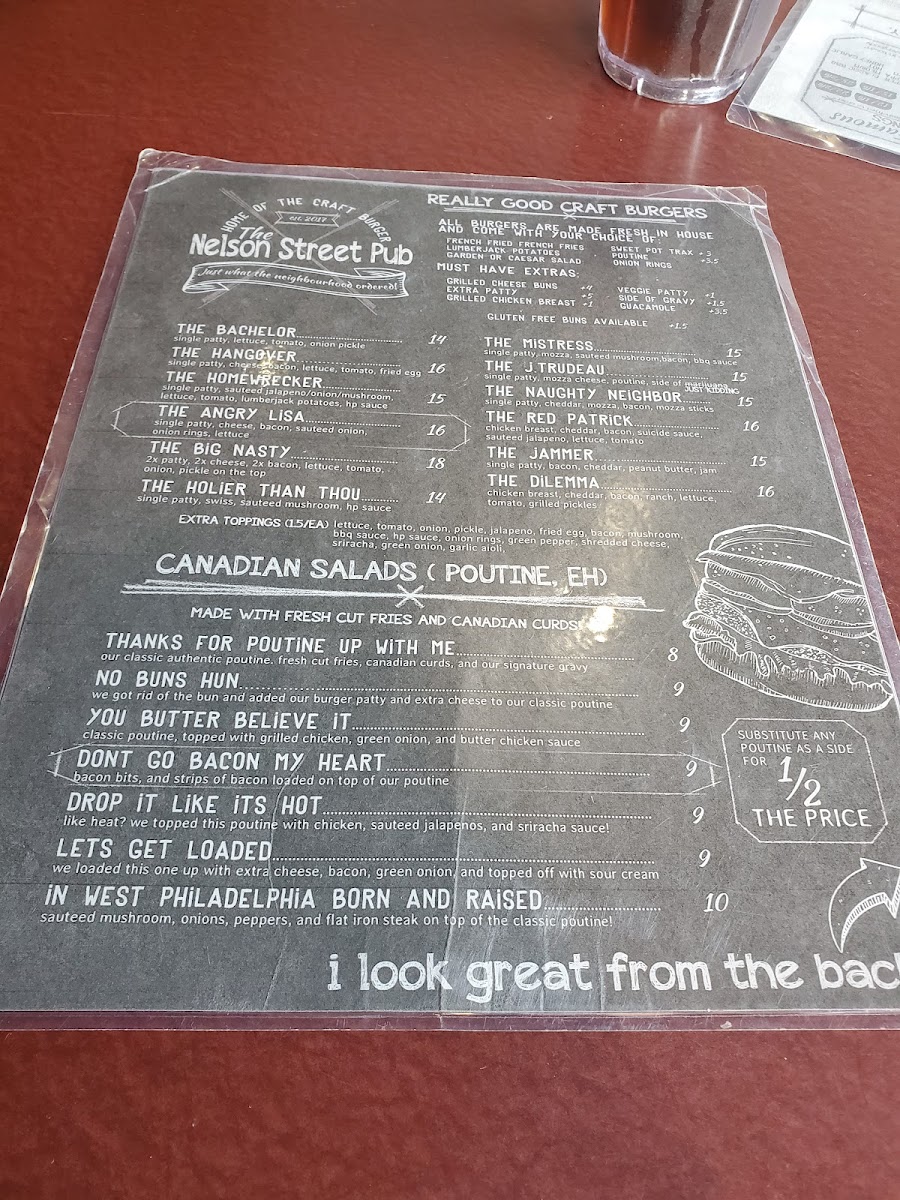 HOME OF THE CRAFT BURGER
est. 2017
The
Nelson Street Pub
Just what the neighbourhood ordered!
REALLY GOOD CRAFT BURGERS
ALL BURGERS ARE MADE FRESH IN HOUSE
AND COME WITH YOUR CHOICE OF:
FRENCH FRIED FRENCH FRIES
LUMBERJACK POTATOES
GARDEN OR CAESAR SALAD
SWEET POT TRAX +3
POUTINE
ONION RINGS +3.5
MUST HAVE EXTRAS:
GRILLED CHEESE BUNS +4
EXTRA PATTY +5
GRILLED CHICKEN BREAST +1
VEGGIE PATTY +1
SIDE OF GRAVY +1.5
GUACAMOLE +3.5
GLUTEN FREE BUNS AVAILABLE +1.5
THE BACHELOR 14
single patty, lettuce, tomato, onion pickle
THE HANGOVER 16
single patty, cheese, bacon, lettuce, tomato, fried egg
THE HOMEWRECKER 15
single patty, sauteed jalapeno/onion/mushroom,
lettuce, tomato, lumberjack potatoes, hp sauce
THE ANGRY LISA 16
single patty, cheese, bacon, sauteed onion,
onion rings, lettuce
THE BIG NASTY 18
2x patty, 2x cheese, 2x bacon, lettuce, tomato,
onion, pickle on the top
THE HOLIER THAN THOU 14
single patty, swiss, sauteed mushroom, hp sauce
THE MISTRESS 15
single patty, mozza, sauteed mushroom, bacon, bbq sauce
THE J.TRUDEAU 15
single patty, mozza cheese, poutine, side of marijuana
JUST KIDDING
THE NAUGHTY NEIGHBOR 15
single patty, cheddar, mozza, bacon, mozza sticks
THE RED PATRICK 16
chicken breast, cheddar, bacon, suicide sauce,
sauteed jalapeno, lettuce, tomato
THE JAMMER 15
single patty, bacon, cheddar, peanut butter, jam
THE DILEMMA 16
chicken breast, cheddar, bacon, ranch, lettuce,
tomato, grilled pickles
EXTRA TOPPINGS (1.5/EA) lettuce, tomato, onion, pickle, jalapeno, fried egg, bacon, mushroom,
bbq sauce, hp sauce, onion rings, green pepper, shredded cheese,
sriracha, green onion, garlic aioli,
CANADIAN SALADS ( POUTINE, EH)
MADE WITH FRESH CUT FRIES AND CANADIAN CURDS!
THANKS FOR POUTINE UP WITH ME 8
our classic authentic poutine. fresh cut fries, canadian curds, and our signature gravy
NO BUNS HUN 9
we got rid of the bun and added our burger patty and extra cheese to our classic poutine
YOU BUTTER BELIEVE IT 9
classic poutine, topped with grilled chicken, green onion, and butter chicken sauce
DONT GO BACON MY HEART 9
bacon bits, and strips of bacon loaded on top of our poutine
DROP IT LIKE ITS HOT 9
like heat? we topped this poutine with chicken, sauteed jalapenos, and sriracha sauce!
LETS GET LOADED 9
we loaded this one up with extra cheese, bacon, green onion, and topped off with sour cream
IN WEST PHILADELPHIA BORN AND RAISED 10
sauteed mushroom, onions, peppers, and flat iron steak on top of the classic poutine!
SUBSTITUTE ANY
POUTINE AS A SIDE
FOR 1/2
THE PRICE
i look great from the bac